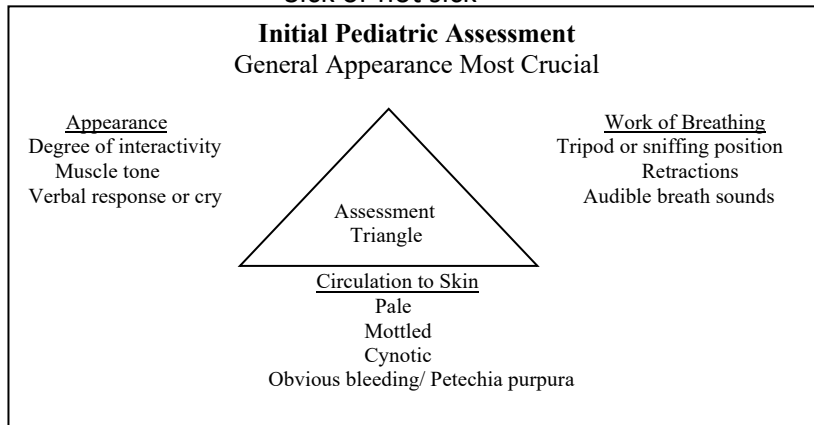 Initial Pediatric Assessment
General Appearance Most Crucial
Appearance
Degree of interactivity
Muscle tone
Verbal response or cry
Work of Breathing
Tripod or sniffing position
Retractions
Audible breath sounds
Assessment
Triangle
Circulation to Skin
Pale
Mottled
Cynotic
Obvious bleeding/ Petechia purpura